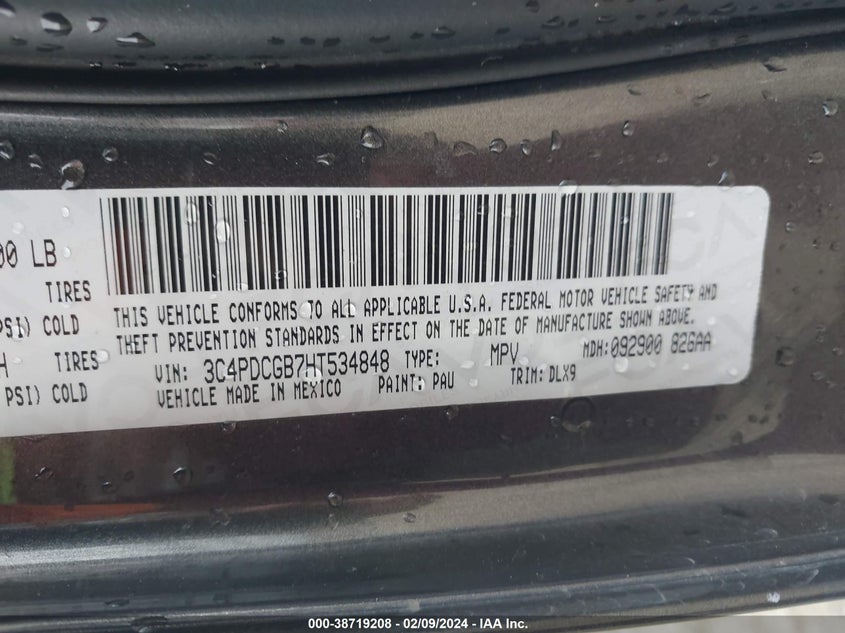 00 LB
TIRES
PSI) COLD
H TIRES
PSI) COLD
THIS VEHICLE CONFORMS TO ALL APPLICABLE U.S.A. FEDERAL MOTOR VEHICLE SAFETY AND
THEFT PREVENTION STANDARDS IN EFFECT ON THE DATE OF MANUFACTURE SHOWN ABOVE.
VIN: 3C4PDCGB7HT534848 TYPE: MPV MDH:092900 826AA
VEHICLE MADE IN MEXICO PAINT: PAU TRIM: DLX9
000-38719208 - 02/09/2024 - IAA Inc.